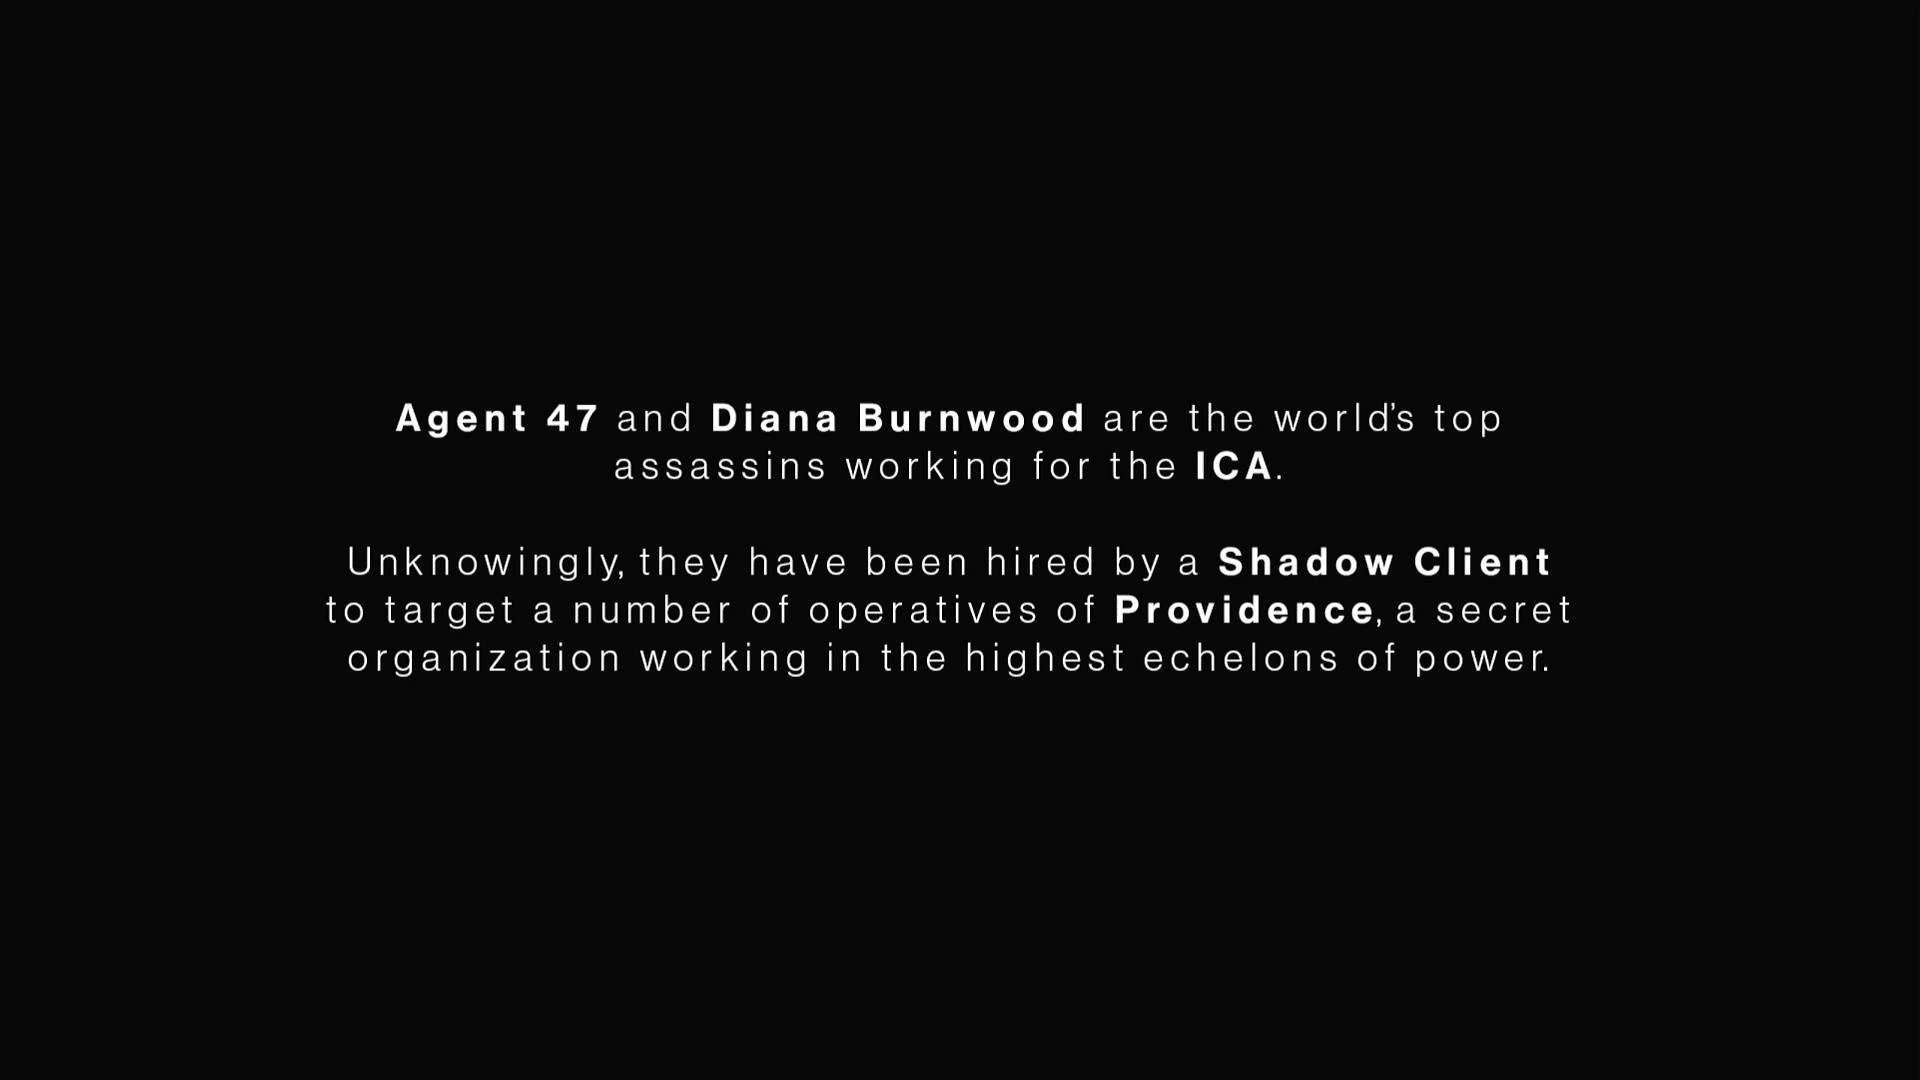 Agent 47 and Diana Burnwood are the world’s top
assassins working for the ICA.
Unknowingly, they have been hired by a Shadow Client
to target a number of operatives of Providence, a secret
organization working in the highest echelons of power.